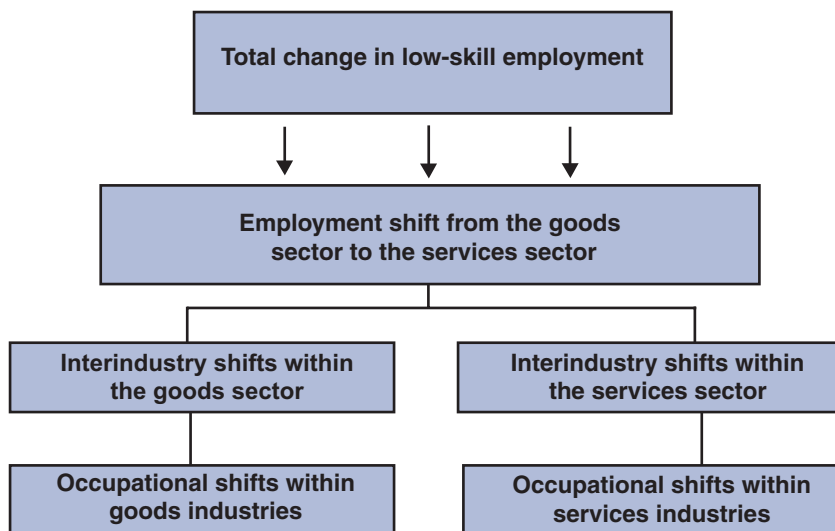 Total change in low-skill employment
Employment shift from the goods
sector to the services sector
Interindustry shifts within
the goods sector
Interindustry shifts within
the services sector
Occupational shifts within
goods industries
Occupational shifts within
services industries